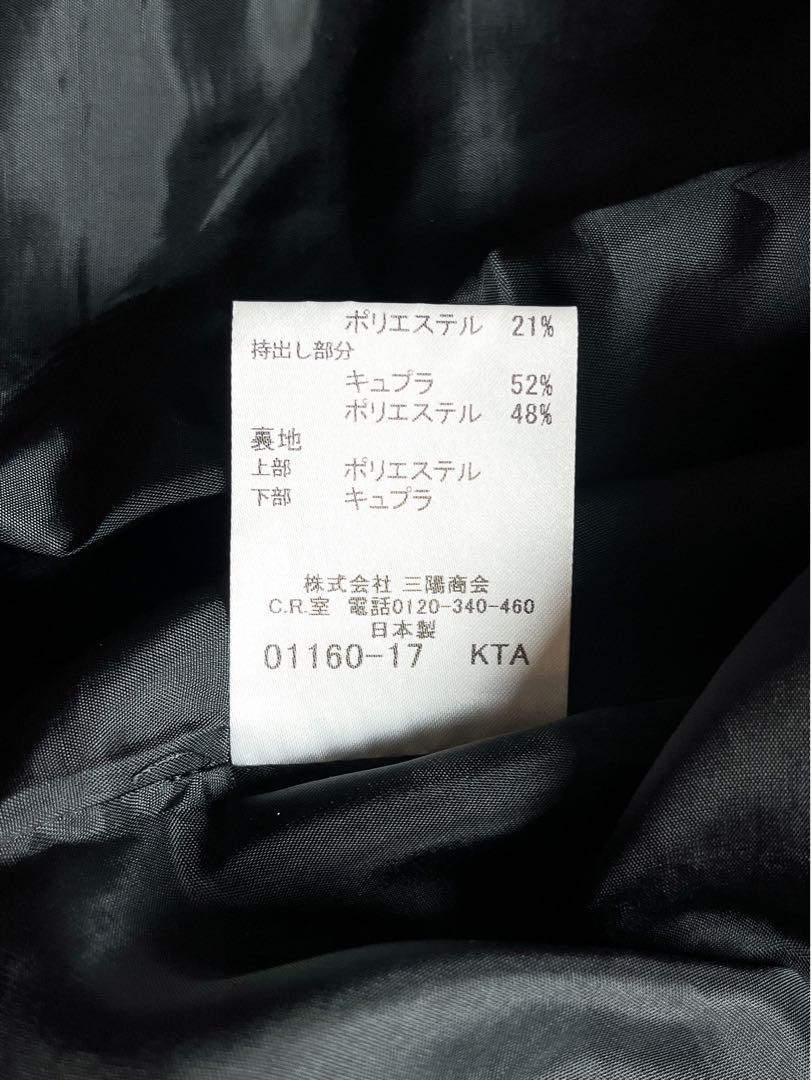 ポリエステル 21%
持出し部分
キュプラ 52%
ポリエステル 48%
裏地
上部 ポリエステル
下部 キュプラ
株式会社 三陽商会
C.R.室 電話0120-340-460
日本製
01160-17 KTA